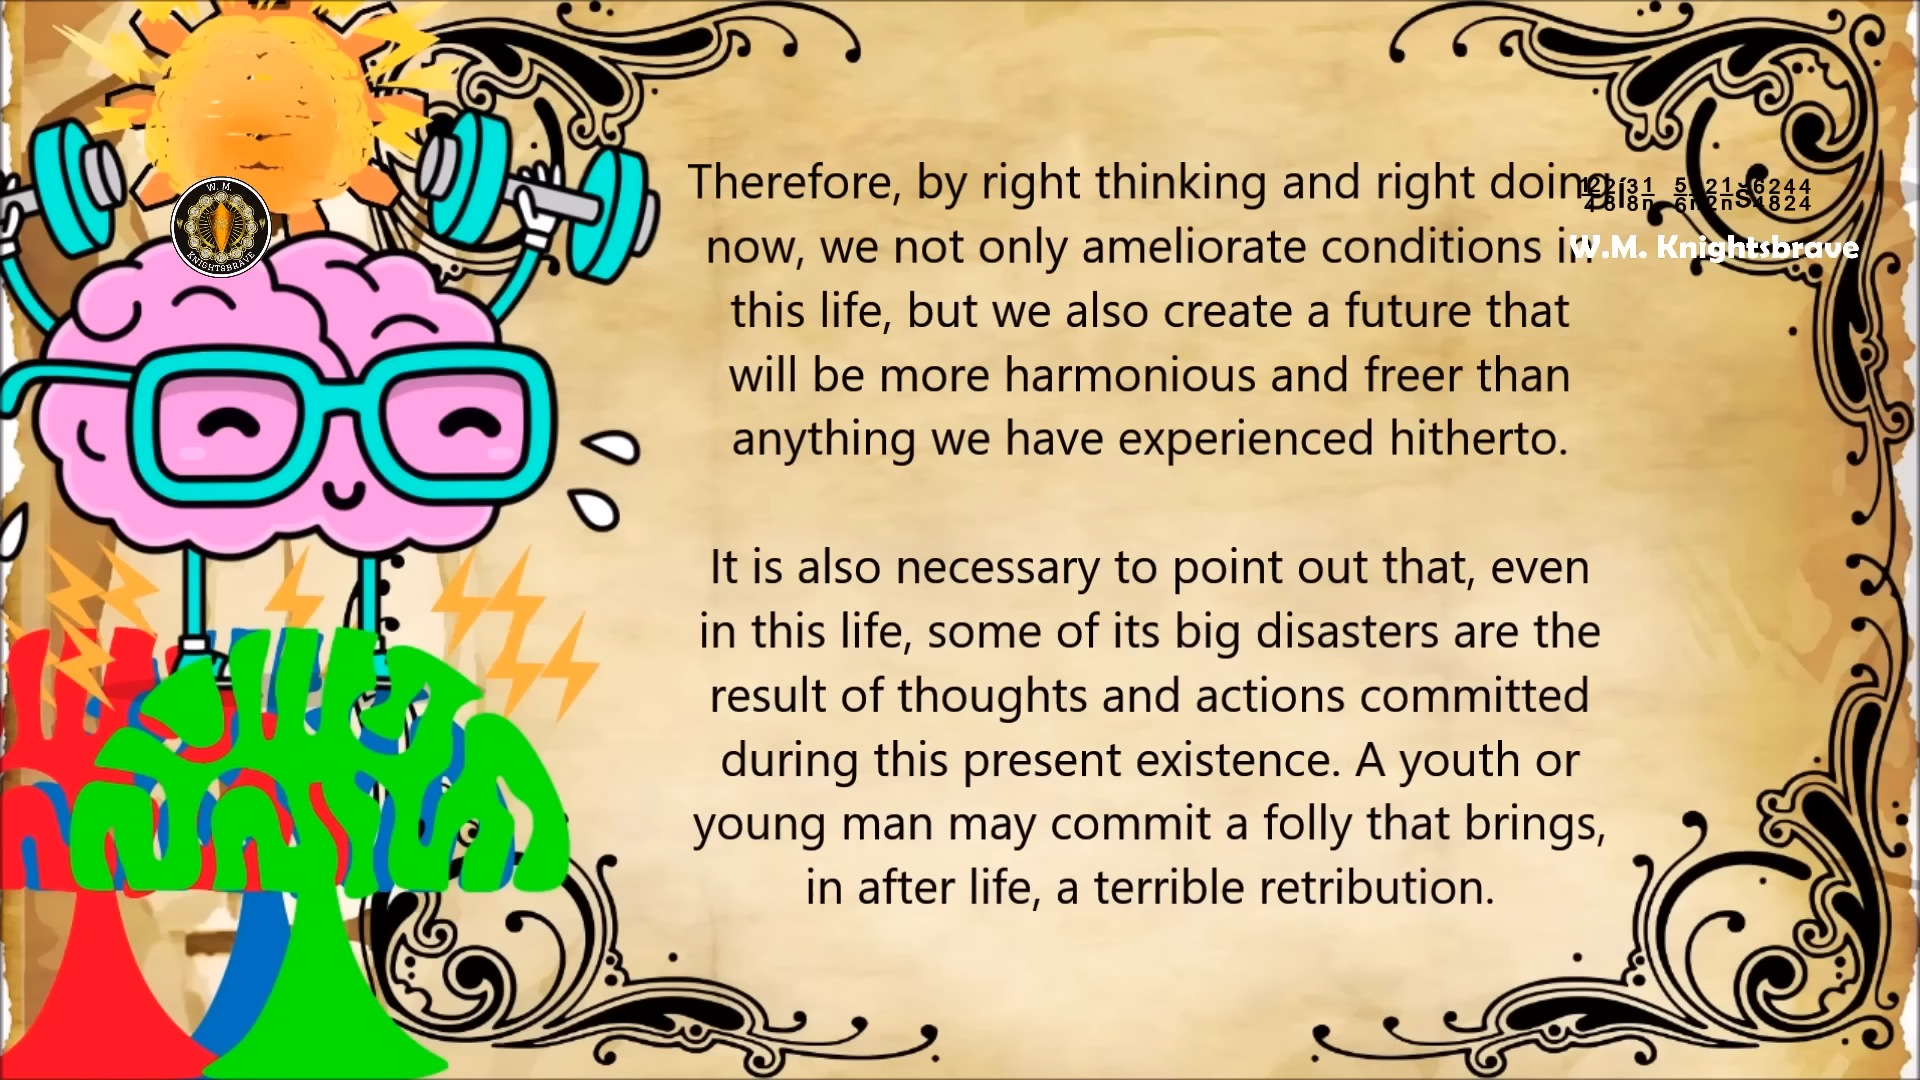 Therefore, by right thinking and right doing
now, we not only ameliorate conditions in
this life, but we also create a future that
will be more harmonious and freer than
anything we have experienced hitherto.
It is also necessary to point out that, even
in this life, some of its big disasters are the
result of thoughts and actions committed
during this present existence. A youth or
young man may commit a folly that brings,
in after life, a terrible retribution.
W.M. Knightsbrave
W. M.
KNIGHTSBRAVE